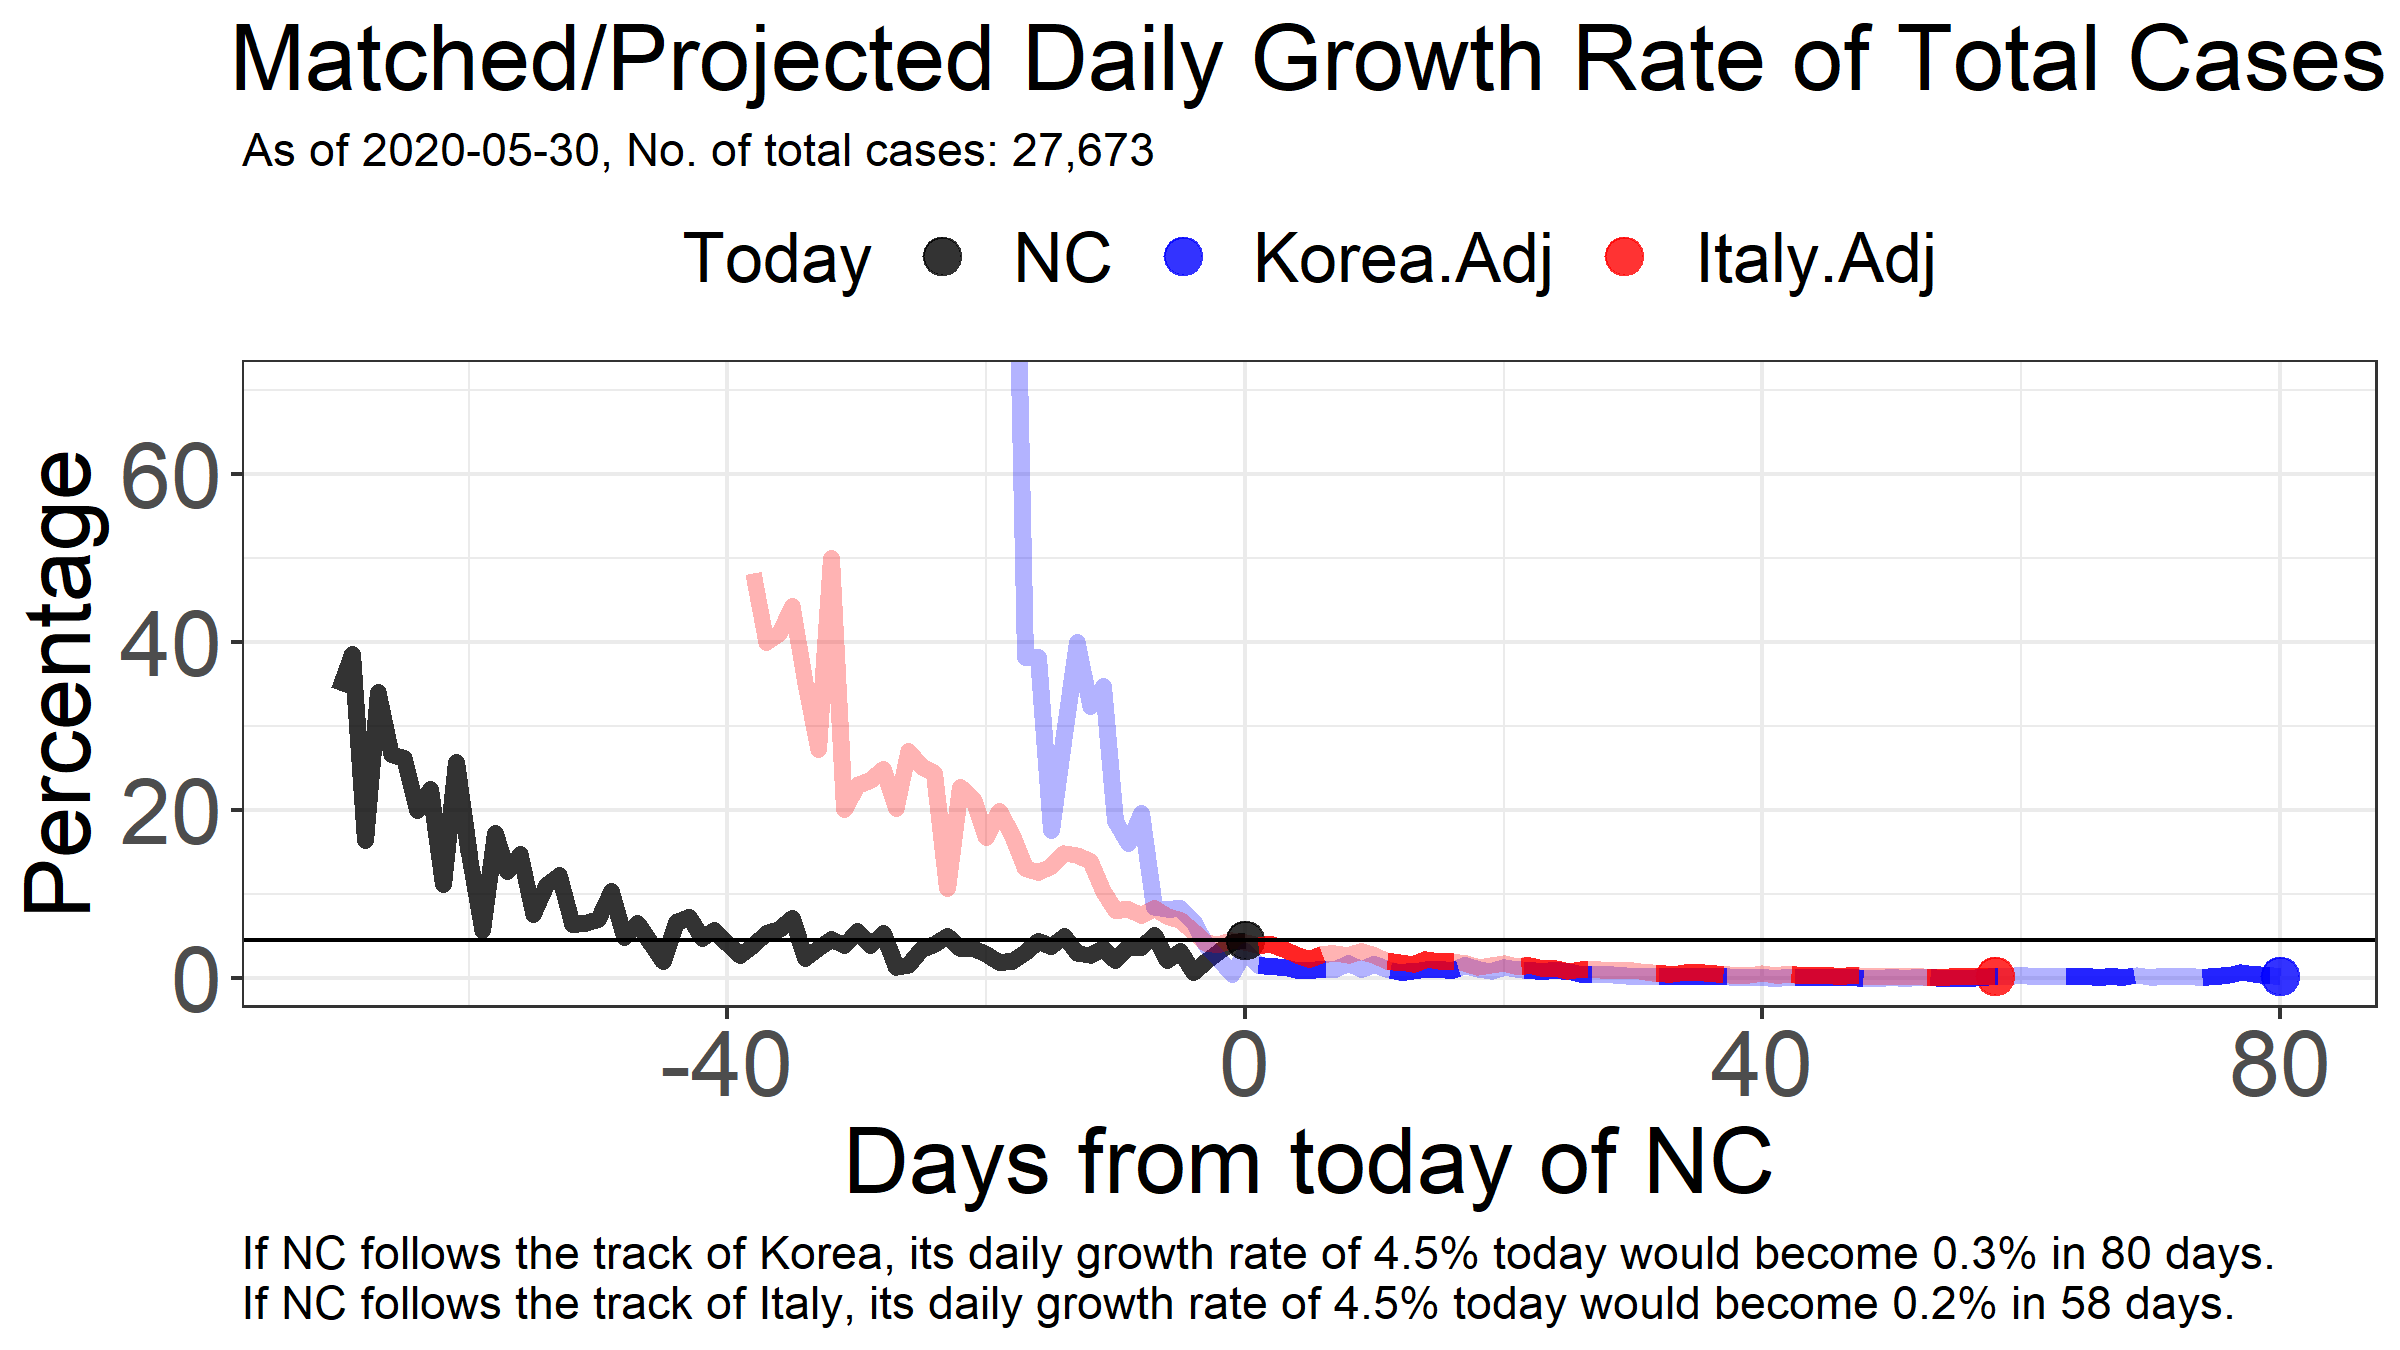 Matched/Projected Daily Growth Rate of Total Cases
As of 2020-05-30, No. of total cases: 27,673
Today NC Korea.Adj Italy.Adj
Percentage
60
40
20
0
-40 0 40 80
Days from today of NC
If NC follows the track of Korea, its daily growth rate of 4.5% today would become 0.3% in 80 days.
If NC follows the track of Italy, its daily growth rate of 4.5% today would become 0.2% in 58 days.